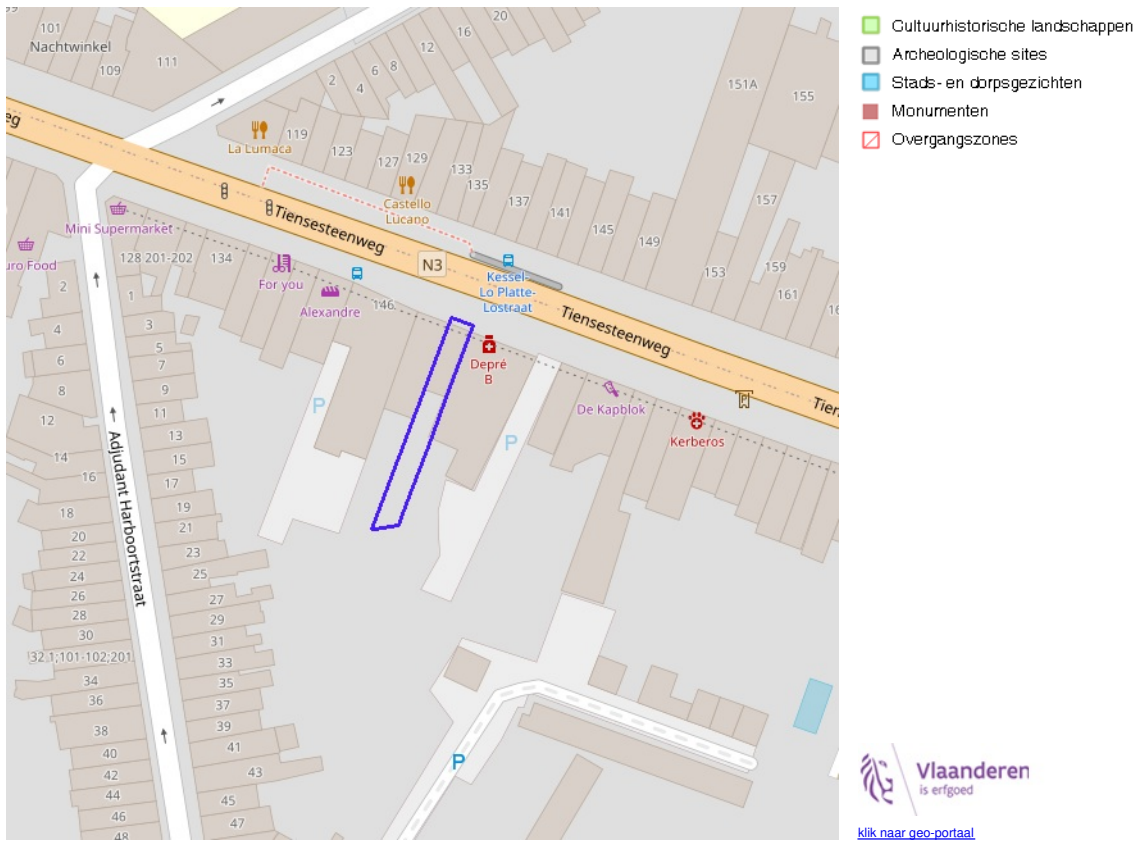 99
101
Nachtwinkel
109
111
20
16
12
8
6
4
2
151A
155
eg
La Lumaca
119
123
127
129
133
135
Castello
Lucano
137
141
145
149
157
153
159
161
16
Mini Supermarket
uro Food
Tiensesteenweg
N3
Kessel-
Lo Platte-
Lostraat
Tiensesteenweg
Tien
128
201-202
134
For you
Alexandre
146
Depré
B
De Kapblok
Kerberos
P
P
P
P
2
4
6
8
12
14
16
18
20
22
24
26
28
30
32 1;101-102;201
34
36
38
40
42
44
46
48
1
3
5
7
9
11
13
15
17
19
21
23
25
27
29
31
33
35
37
39
41
43
45
47
Adjudant Harboortstraat
Cultuurhistorische landschappen
Archeologische sites
Stads- en dorpsgezichten
Monumenten
Overgangszones
Vlaanderen
is erfgoed
klik naar geo-portaal